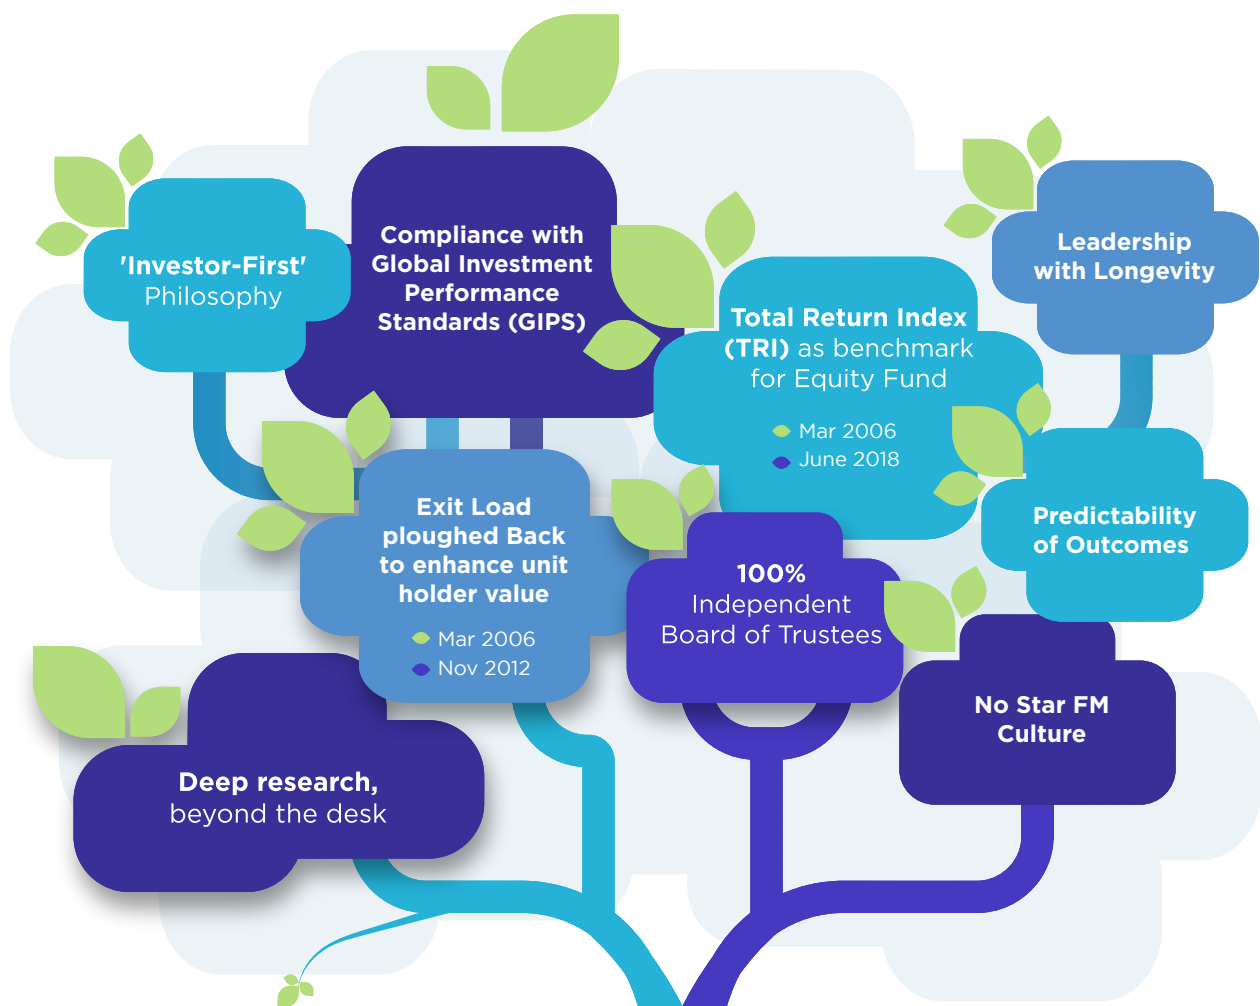 'Investor-First'
Philosophy
Compliance with
Global Investment
Performance
Standards (GIPS)
Total Return Index
(TRI) as benchmark
for Equity Fund
Mar 2006
June 2018
Leadership
with Longevity
Exit Load
ploughed Back
to enhance unit
holder value
Mar 2006
Nov 2012
100%
Independent
Board of Trustees
Predictability
of Outcomes
No Star FM
Culture
Deep research,
beyond the desk